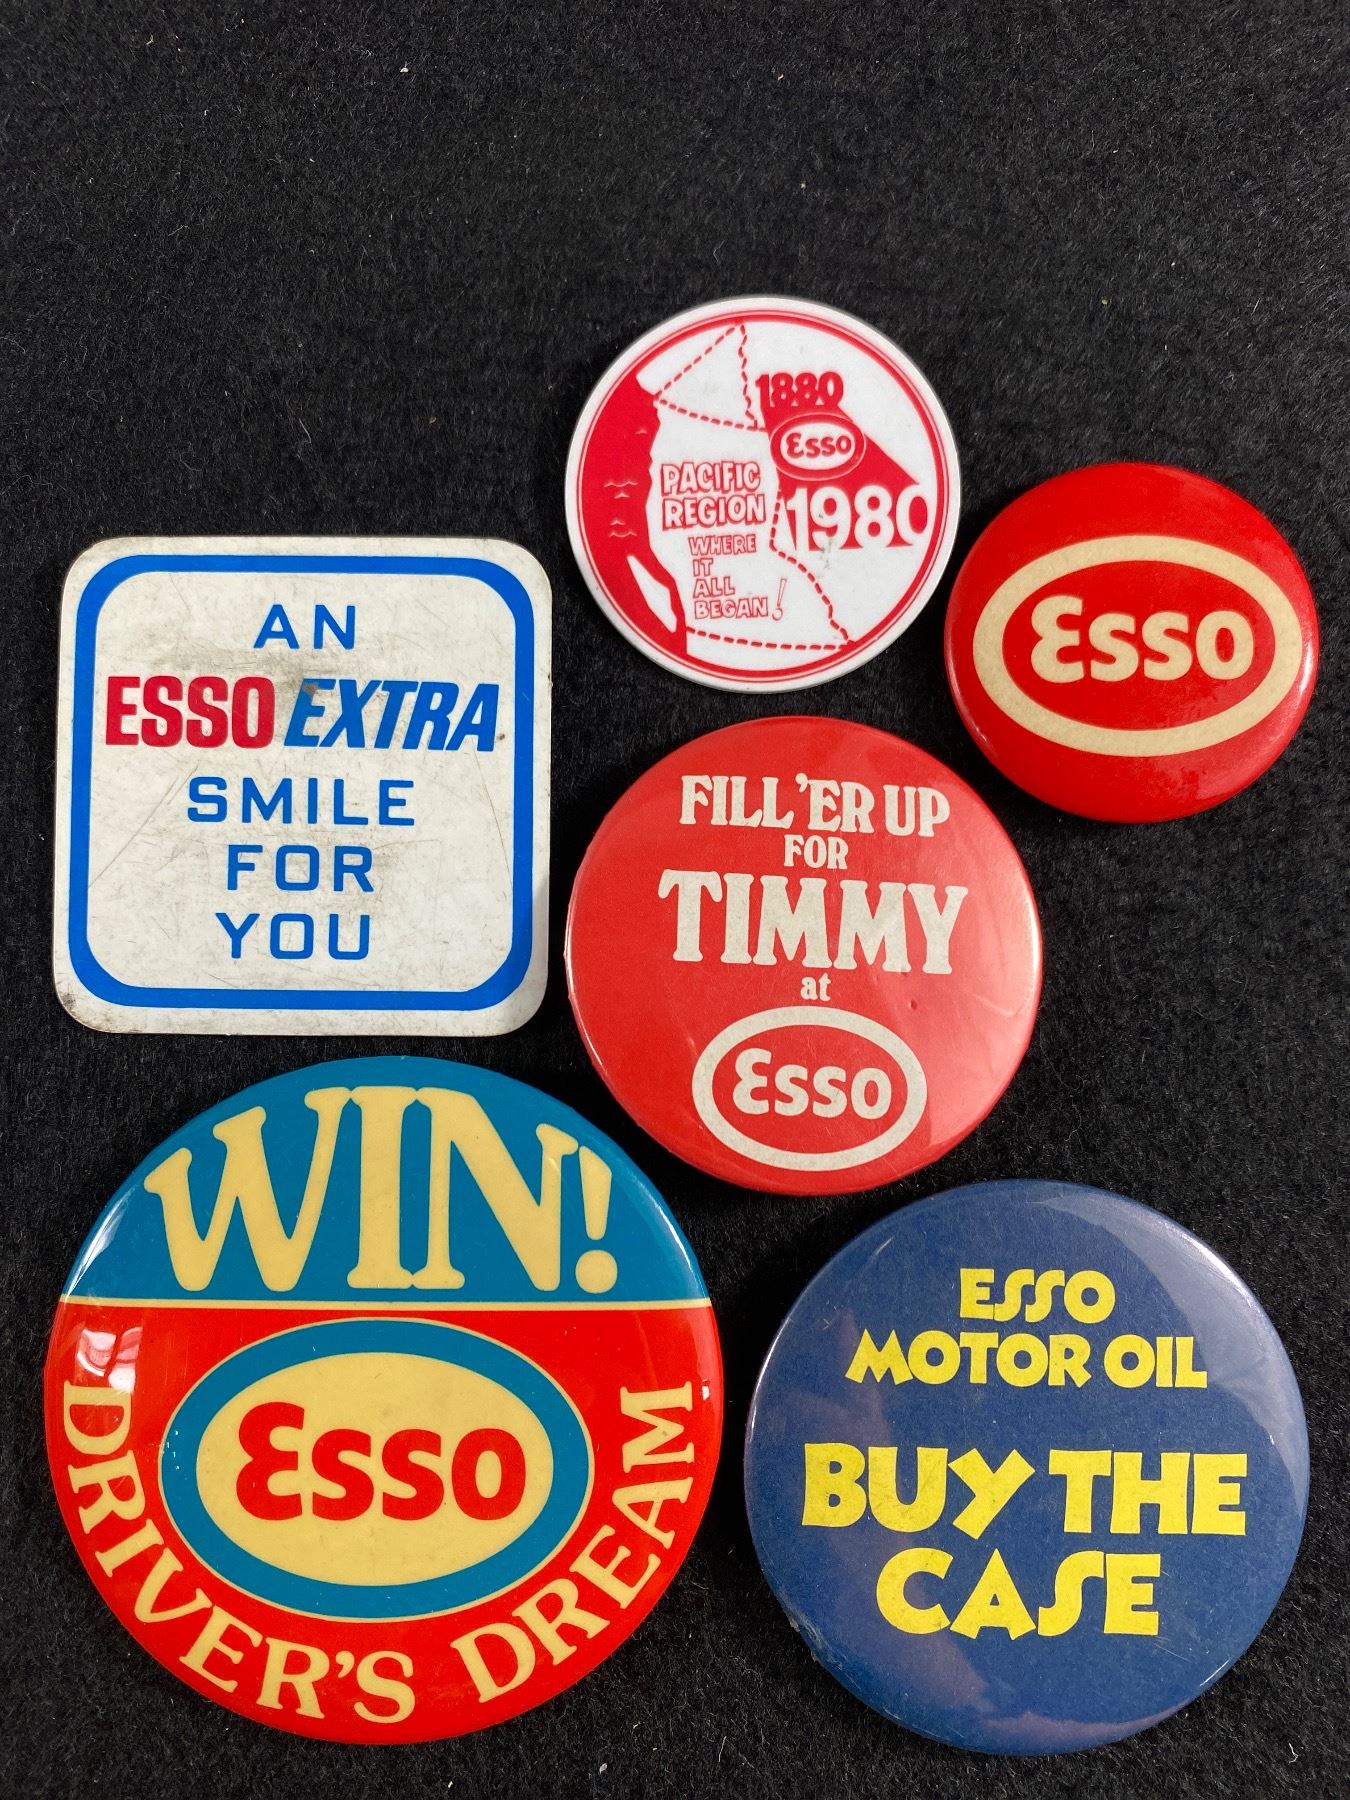 1880
Esso
1980
PACIFIC
REGION
WHERE
IT
ALL
BEGAN!
Esso
AN
ESSO EXTRA
SMILE
FOR
YOU
FILL 'ER UP
FOR
TIMMY
at
Esso
WIN!
Esso
DRIVER'S DREAM
ESSO
MOTOR OIL
BUY THE
CASE